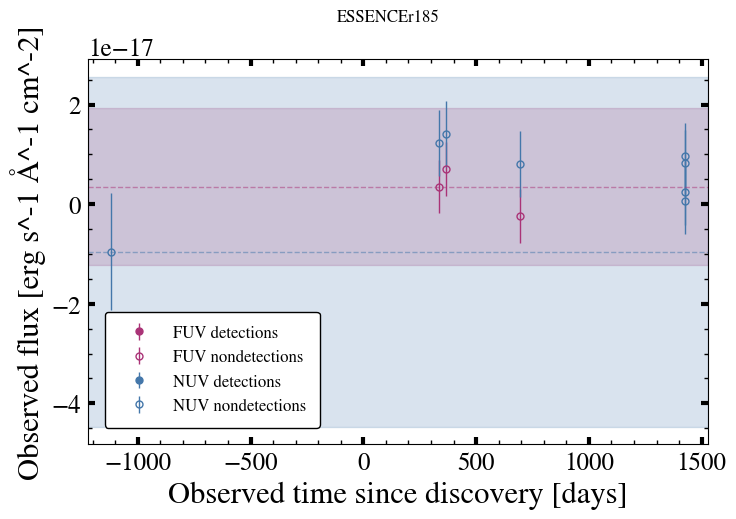 ESSENCEr185
1e−17
2
0
−2
−4
Observed flux [erg s^-1 Å^-1 cm^-2]
FUV detections
FUV nondetections
NUV detections
NUV nondetections
−1000 −500 0 500 1000 1500
Observed time since discovery [days]